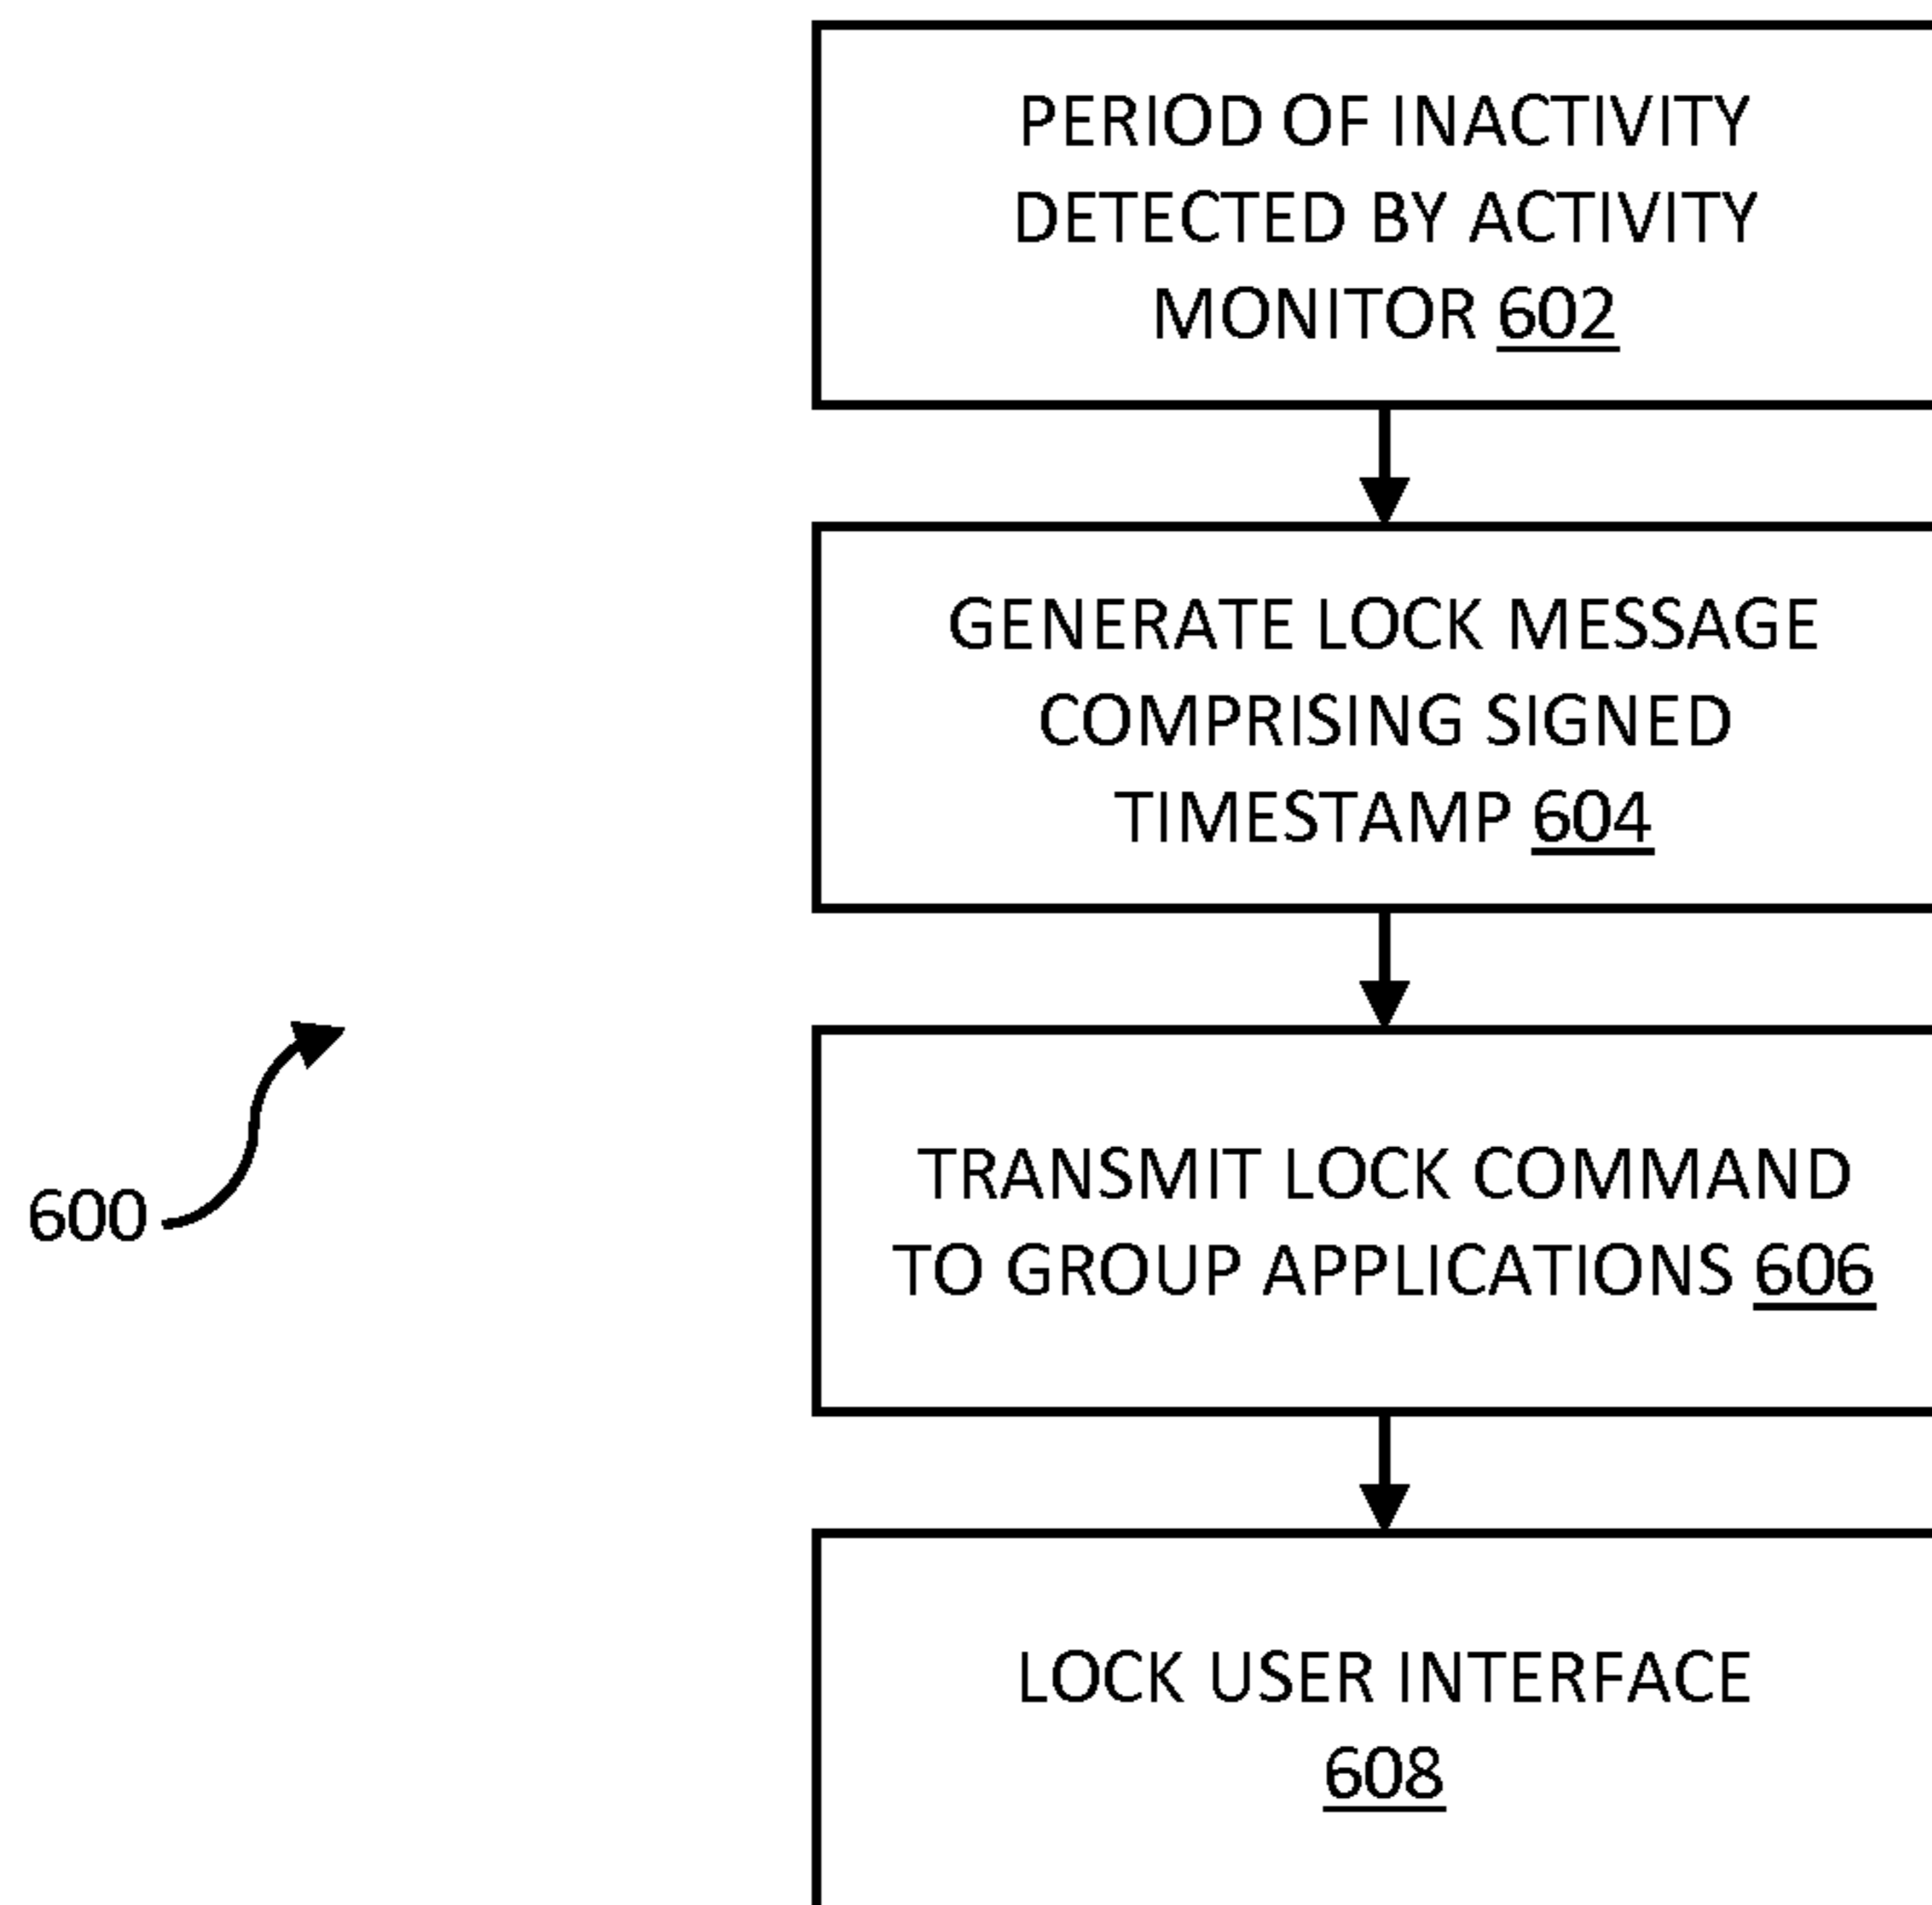 PERIOD OF INACTIVITY
DETECTED BY ACTIVITY
MONITOR 602
GENERATE LOCK MESSAGE
COMPRISING SIGNED
TIMESTAMP 604
TRANSMIT LOCK COMMAND
TO GROUP APPLICATIONS 606
600
LOCK USER INTERFACE
608